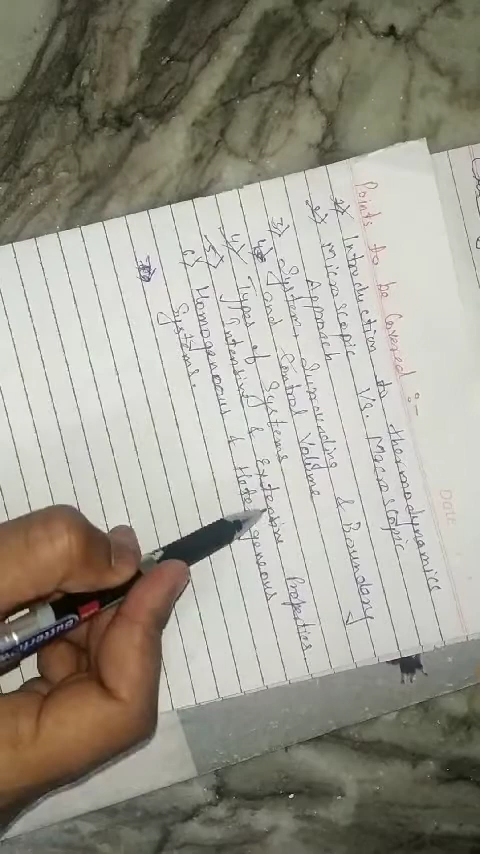 DATE
Points to be Covered :-
1) Introduction to thermodynamics
2) Microscopic Vs. Macroscopic
Approach
3) System, Surrounding & Boundary
and Control Volume
4) Types of Systems
5) Intensive & Extensive Properties
6) Homogeneous & Heterogeneous
Systems.